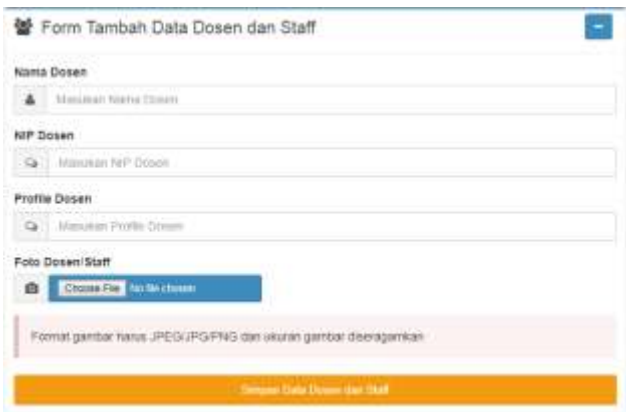 Form Tambah Data Dosen dan Staff
Nama Dosen
Masukan Nama Dosen
NIP Dosen
Masukan NIP Dosen
Profile Dosen
Masukan Profile Dosen
Foto Dosen/Staff
Choose File No file chosen
Format gambar harus JPEG/JPG/PNG dan ukuran gambar diseragamkan
Simpan Data Dosen dan Staff